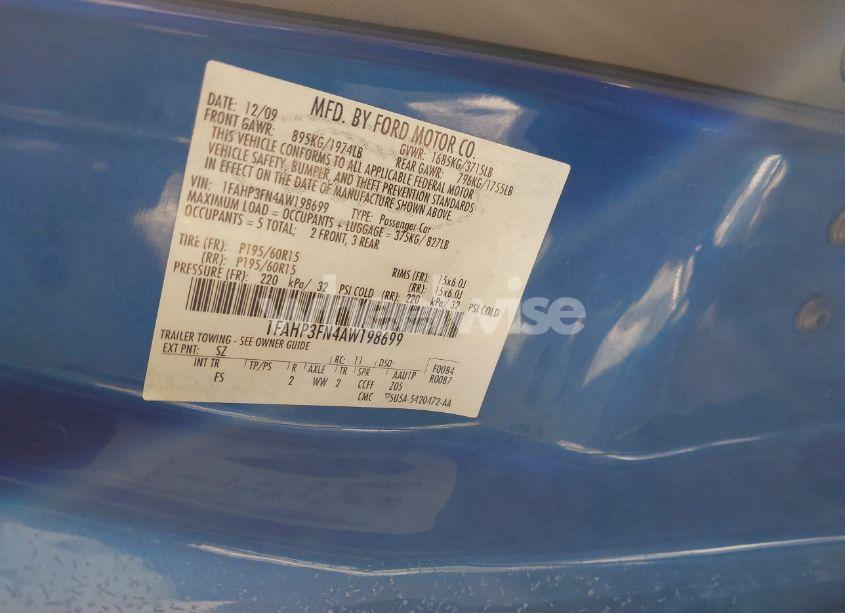 MFD. BY FORD MOTOR CO.
DATE: 12/09 GVWR: 1685KG/3715LB
FRONT GAWR: 895KG/1974LB REAR GAWR: 796KG/1755LB
THIS VEHICLE CONFORMS TO ALL APPLICABLE FEDERAL MOTOR
VEHICLE SAFETY, BUMPER, AND THEFT PREVENTION STANDARDS
IN EFFECT ON THE DATE OF MANUFACTURE SHOWN ABOVE.
VIN: 1FAHP3FN4AW198699 TYPE: Passenger Car
MAXIMUM LOAD = OCCUPANTS + LUGGAGE = 375KG/827LB
OCCUPANTS = 5 TOTAL; 2 FRONT, 3 REAR
TIRE (FR): P195/60R15 RIMS (FR): 15x6.0J
(RR): P195/60R15 (RR): 15x6.0J
PRESSURE (FR): 220 kPa/ 32 PSI COLD (RR): 220 kPa/ 32 PSI COLD
wheelwise
1FAHP3FN4AW198699
TRAILER TOWING - SEE OWNER GUIDE
EXT PNT: SZ RC: 11 DSO: F0084
INT TR TP/PS R AXLE TR SPR AAU1P R0087
FS 2 WW 2 CCFF Z05
CMC 5U5A-5420472-AA